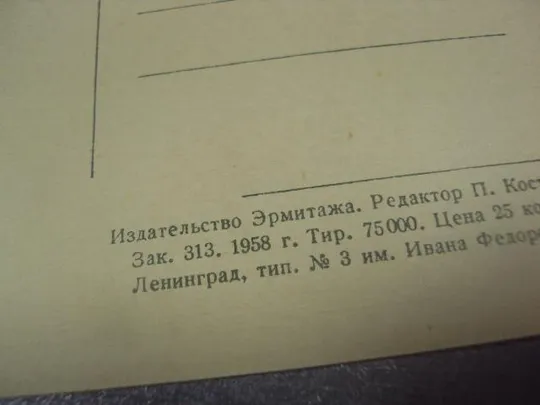 Издательство Эрмитажа. Редактор П.
Зак. 313. 1958 г. Тир. 75000. Цена 25
Ленинград, тип. № 3 им. Ивана